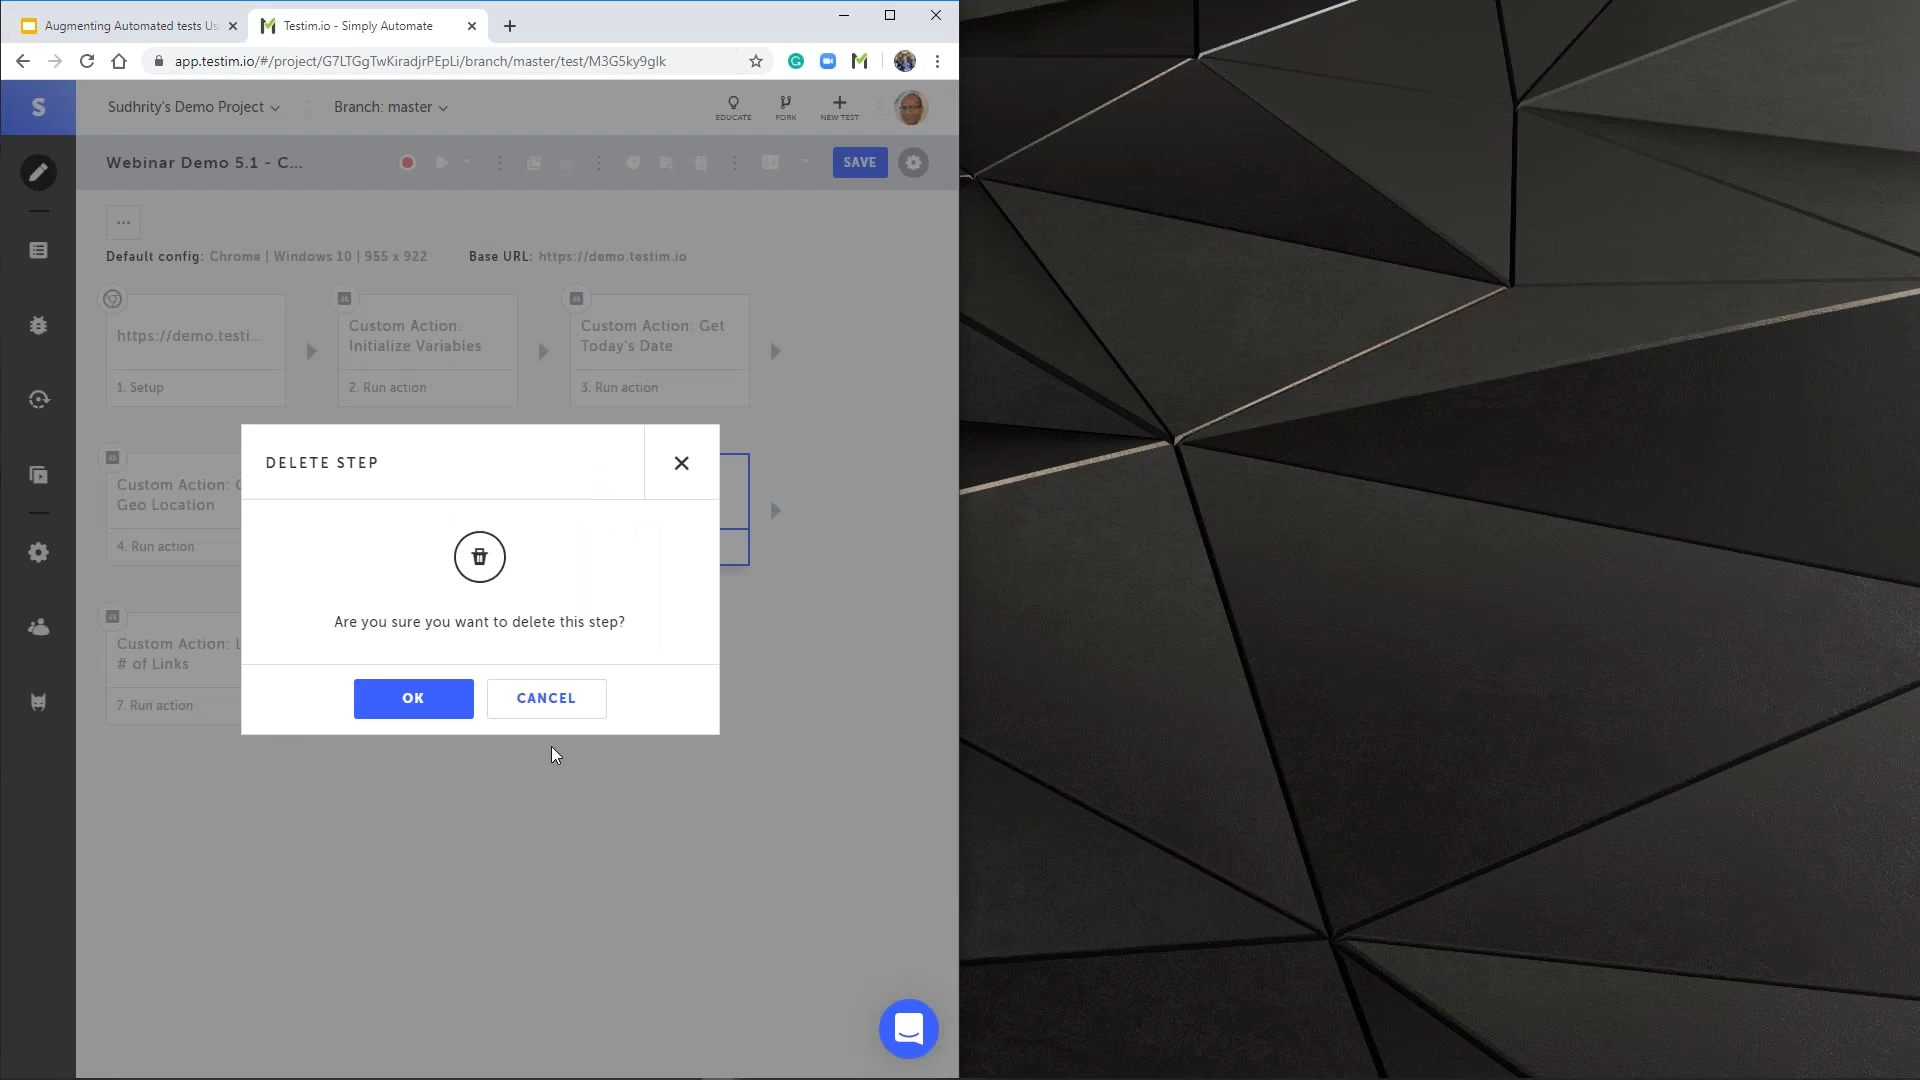 Augmenting Automated tests Us
Testim.io - Simply Automate
app.testim.io/#/project/G7LTGgTwKiradjrPEpLi/branch/master/test/M3G5ky9glk
S
Sudhrity's Demo Project
Branch: master
EDUCATE
FORK
NEW TEST
Webinar Demo 5.1 - C...
SAVE
...
Default config: Chrome | Windows 10 | 955 x 922
Base URL: https://demo.testim.io
https://demo.testi...
1. Setup
JS
Custom Action:
Initialize Variables
2. Run action
JS
Custom Action: Get
Today's Date
3. Run action
JS
Custom Action:
Geo Location
4. Run action
JS
Custom Action:
# of Links
7. Run action
DELETE STEP
Are you sure you want to delete this step?
OK
CANCEL